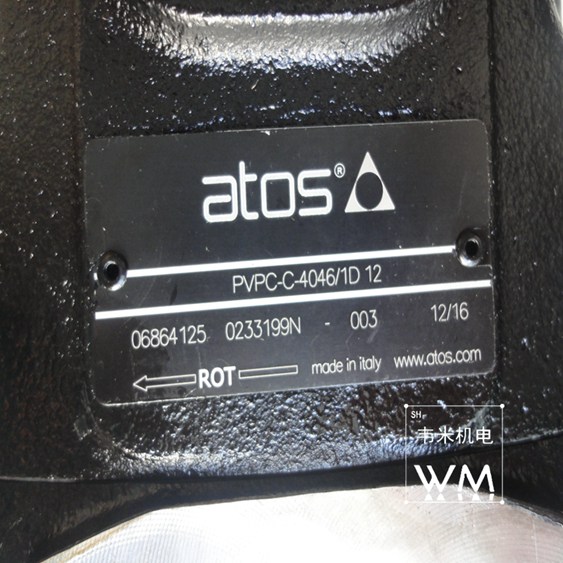 atos®
PVPC-C-4046/1D 12
06864125 0233199N - 003 12/16
ROT made in italy www.atos.com
SH
韦米机电
WM